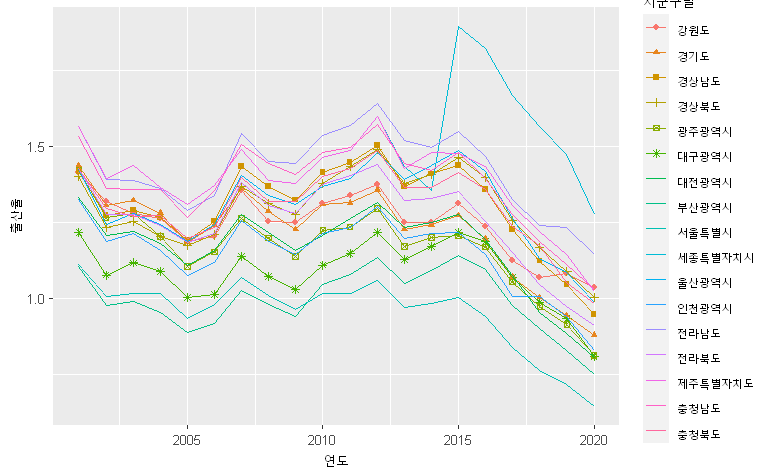 시군구별
1.5
1.0
출산율
2005
2010
2015
2020
연도
강원도
경기도
경상남도
경상북도
광주광역시
대구광역시
대전광역시
부산광역시
서울특별시
세종특별자치시
울산광역시
인천광역시
전라남도
전라북도
제주특별자치도
충청남도
충청북도